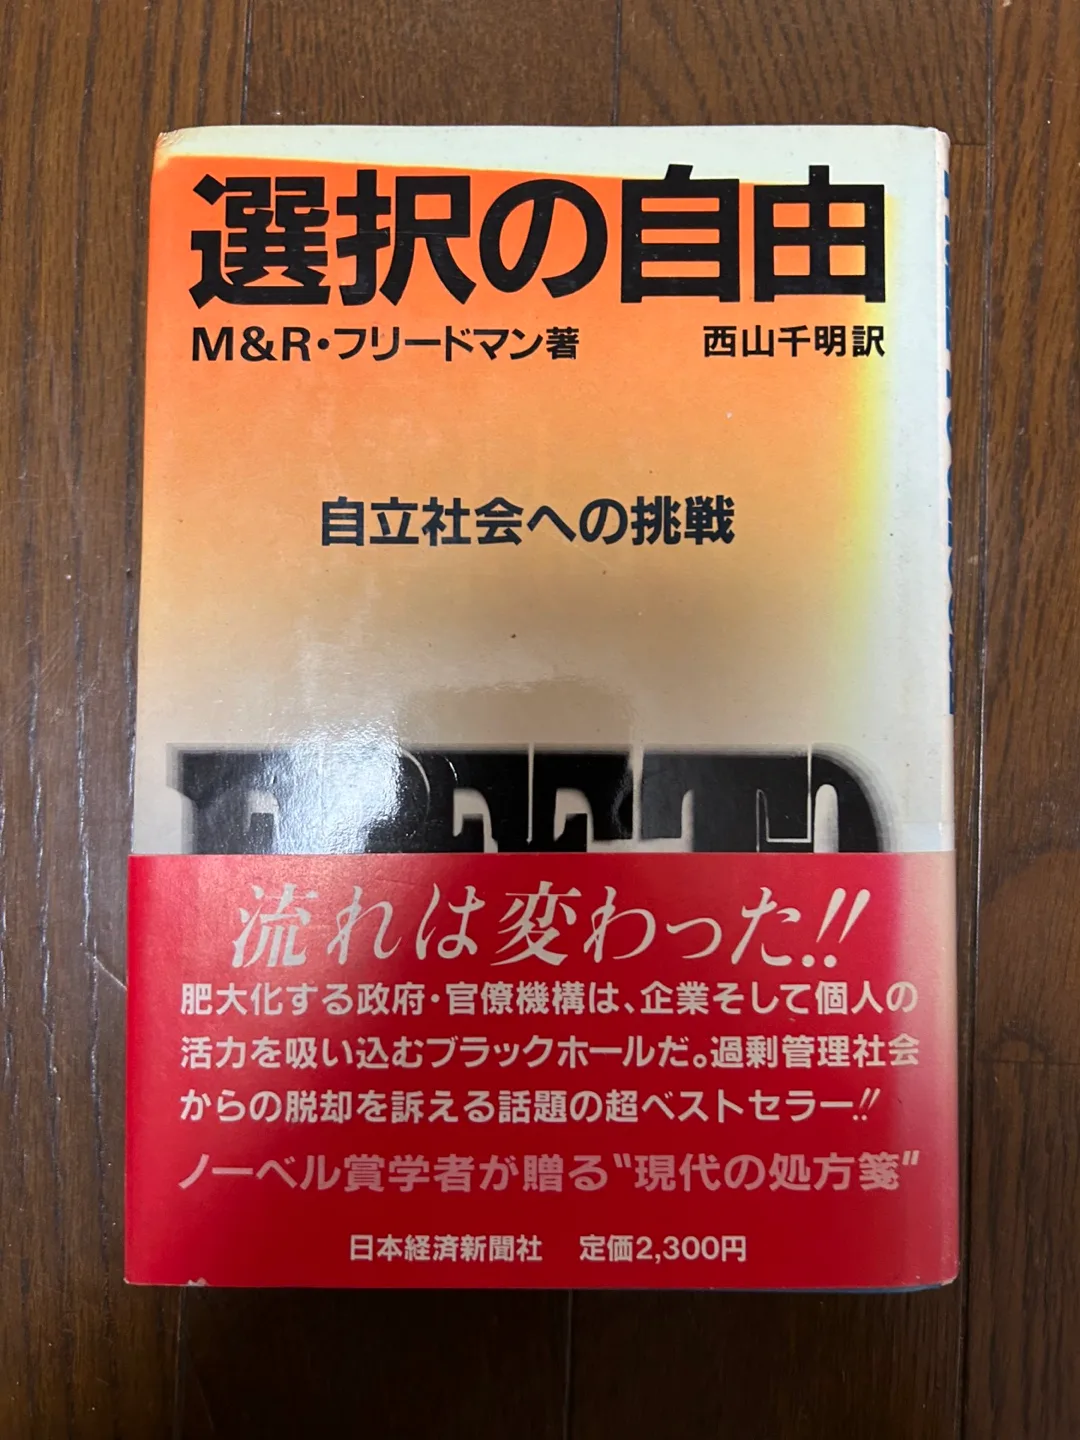 選択の自由
M&R・フリードマン著 西山千明訳
自立社会への挑戦
流れは変わった!!
肥大化する政府・官僚機構は、企業そして個人の
活力を吸い込むブラックホールだ。過剰管理社会
からの脱却を訴える話題の超ベストセラー!!
ノーベル賞学者が贈る“現代の処方箋”
日本経済新聞社 定価2,300円